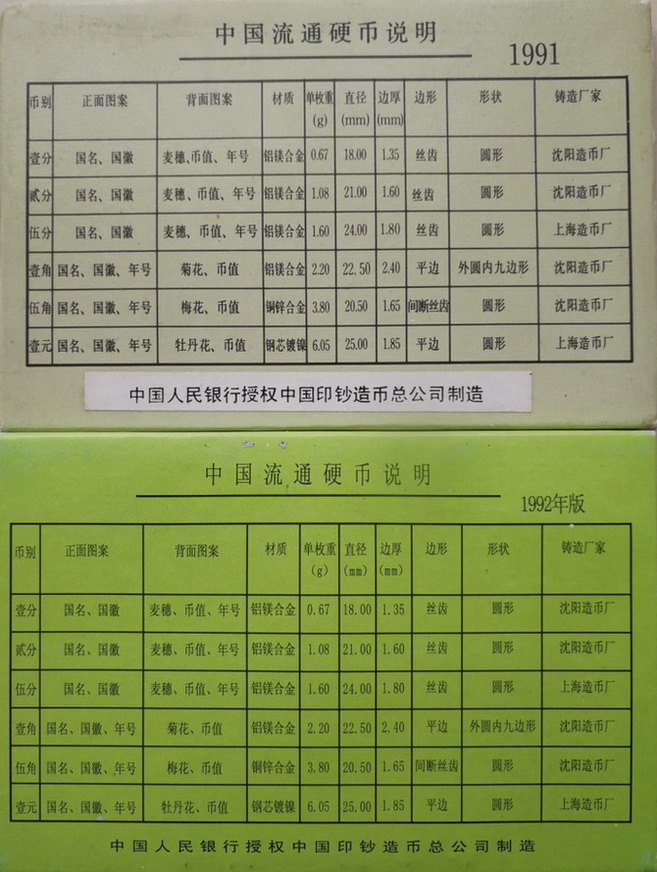 中国流通硬币说明
1991
币别 正面图案 背面图案 材质 单枚重(g) 直径(mm) 边厚(mm) 边形 形状 铸造厂家
壹分 国名、国徽 麦穗、币值、年号 铝镁合金 0.67 18.00 1.35 丝齿 圆形 沈阳造币厂
贰分 国名、国徽 麦穗、币值、年号 铝镁合金 1.08 21.00 1.60 丝齿 圆形 沈阳造币厂
伍分 国名、国徽 麦穗、币值、年号 铝镁合金 1.60 24.00 1.80 丝齿 圆形 上海造币厂
壹角 国名、国徽、年号 菊花、币值 铝镁合金 2.20 22.50 2.40 平边 外圆内九边形 沈阳造币厂
伍角 国名、国徽、年号 梅花、币值 铜锌合金 3.80 20.50 1.65 间断丝齿 圆形 沈阳造币厂
壹元 国名、国徽、年号 牡丹花、币值 钢芯镀镍 6.05 25.00 1.85 平边 圆形 上海造币厂
中国人民银行授权中国印钞造币总公司制造
中国流通硬币说明
1992年版
币别 正面图案 背面图案 材质 单枚重(g) 直径(mm) 边厚(mm) 边形 形状 铸造厂家
壹分 国名、国徽 麦穗、币值、年号 铝镁合金 0.67 18.00 1.35 丝齿 圆形 沈阳造币厂
贰分 国名、国徽 麦穗、币值、年号 铝镁合金 1.08 21.00 1.60 丝齿 圆形 沈阳造币厂
伍分 国名、国徽 麦穗、币值、年号 铝镁合金 1.60 24.00 1.80 丝齿 圆形 上海造币厂
壹角 国名、国徽、年号 菊花、币值 铝镁合金 2.20 22.50 2.40 平边 外圆内九边形 沈阳造币厂
伍角 国名、国徽、年号 梅花、币值 铜锌合金 3.80 20.50 1.65 间断丝齿 圆形 沈阳造币厂
壹元 国名、国徽、年号 牡丹花、币值 钢芯镀镍 6.05 25.00 1.85 平边 圆形 上海造币厂
中国人民银行授权中国印钞造币总公司制造